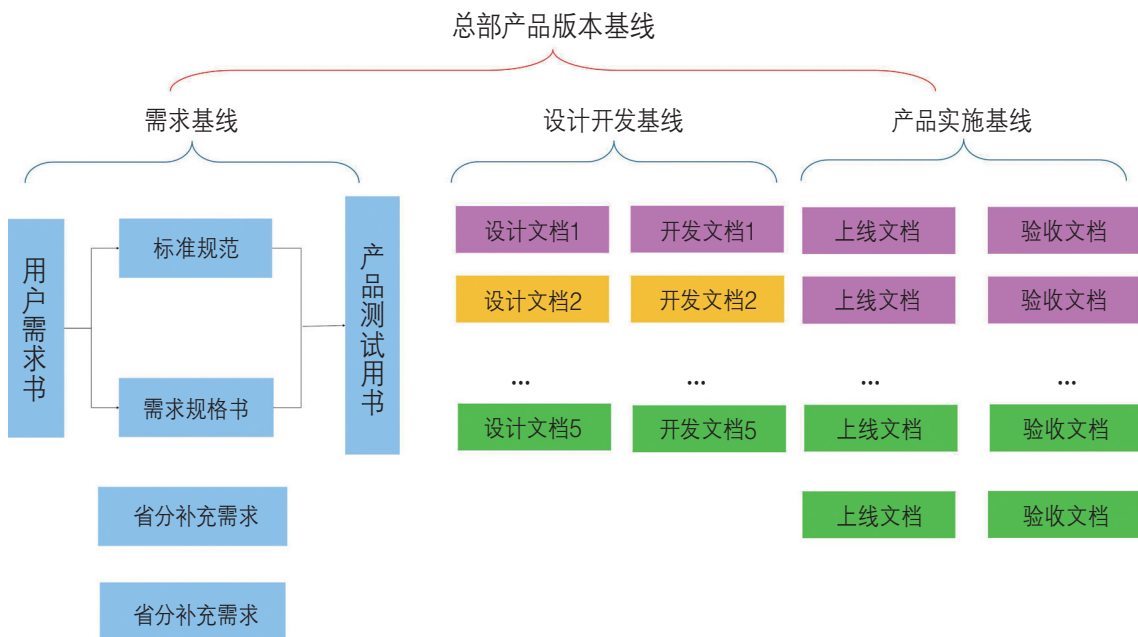 总部产品版本基线
需求基线
设计开发基线
产品实施基线
用户需求书
标准规范
需求规格书
产品测试用书
省分补充需求
省分补充需求
设计文档1
开发文档1
设计文档2
开发文档2
...
...
设计文档5
开发文档5
上线文档
验收文档
上线文档
验收文档
...
...
上线文档
验收文档
上线文档
验收文档